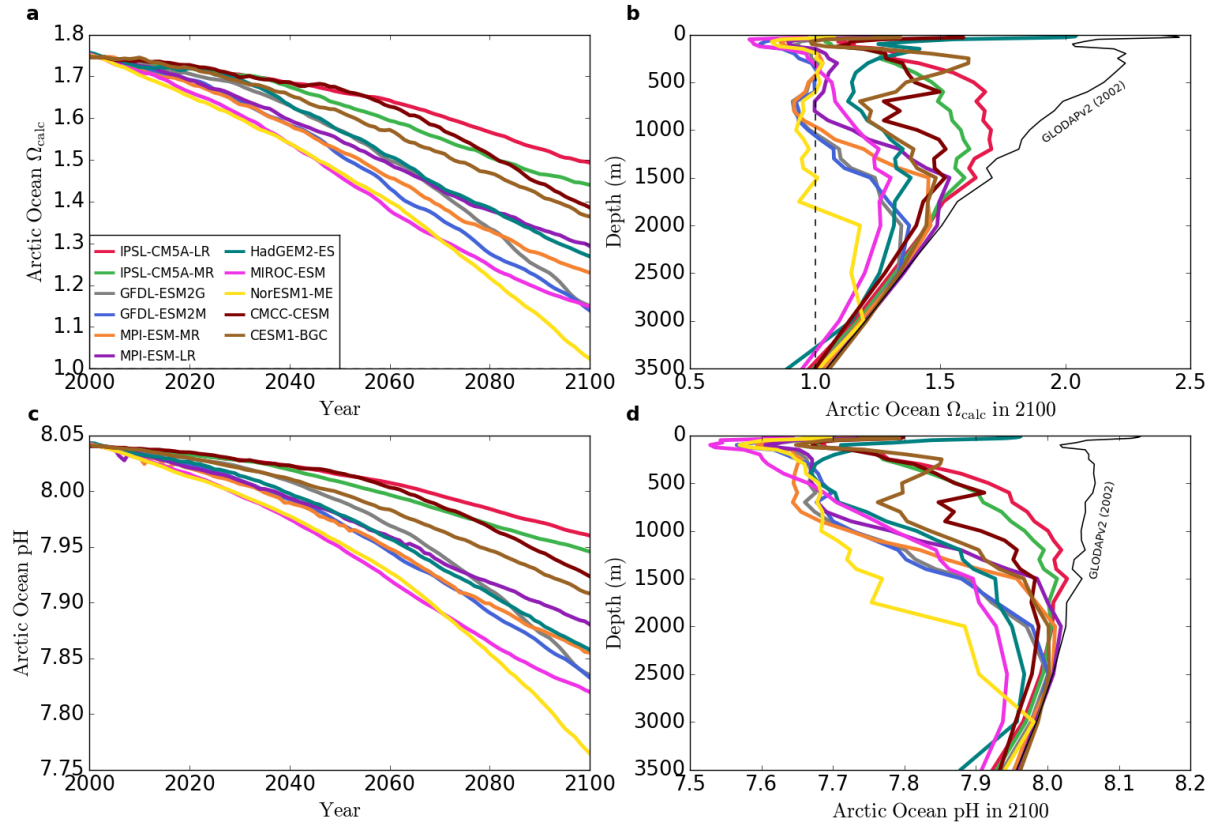 a
1.8
1.7
1.6
1.5
1.4
1.3
1.2
1.1
1.0
Arctic Ocean Ωcalc
IPSL-CM5A-LR
IPSL-CM5A-MR
GFDL-ESM2G
GFDL-ESM2M
MPI-ESM-MR
MPI-ESM-LR
HadGEM2-ES
MIROC-ESM
NorESM1-ME
CMCC-CESM
CESM1-BGC
2000 2020 2040 2060 2080 2100
Year
b
0
500
1000
1500
2000
2500
3000
3500
Depth (m)
GLODAPv2 (2002)
0.5 1.0 1.5 2.0 2.5
Arctic Ocean Ωcalc in 2100
c
8.05
8.00
7.95
7.90
7.85
7.80
7.75
Arctic Ocean pH
2000 2020 2040 2060 2080 2100
Year
d
0
500
1000
1500
2000
2500
3000
3500
Depth (m)
GLODAPv2 (2002)
7.5 7.6 7.7 7.8 7.9 8.0 8.1 8.2
Arctic Ocean pH in 2100